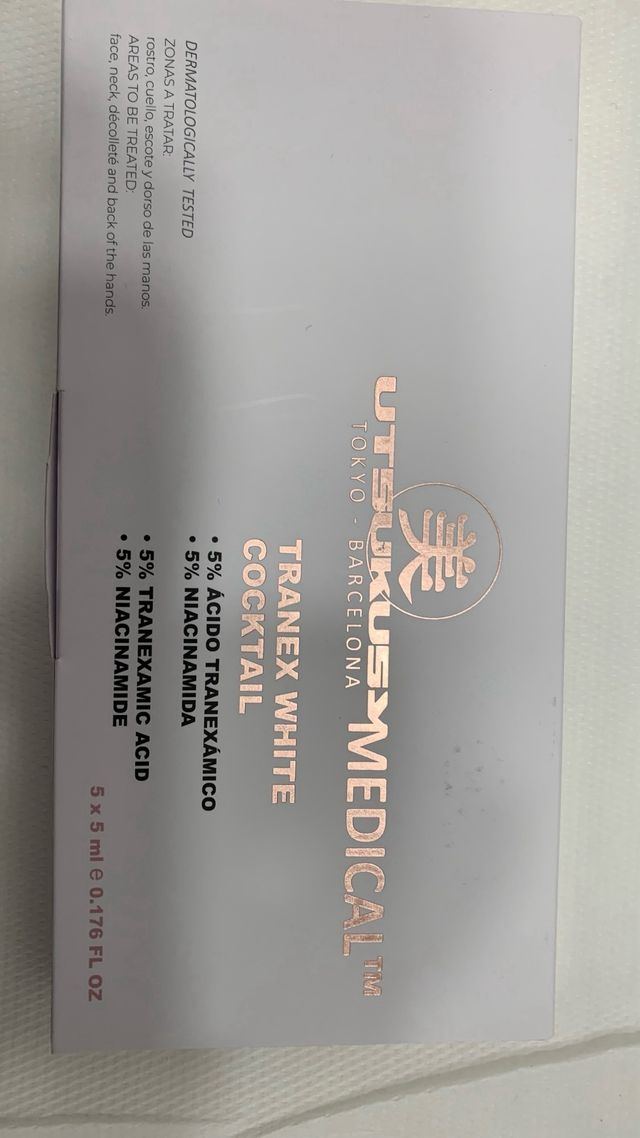 美
UTSUKUSYMEDICAL™
TOKYO - BARCELONA
TRANEX WHITE
COCKTAIL
• 5% ÁCIDO TRANEXÁMICO
• 5% NIACINAMIDA
• 5% TRANEXAMIC ACID
• 5% NIACINAMIDE
DERMATOLOGICALLY TESTED
ZONAS A TRATAR:
rostro, cuello, escote y dorso de las manos.
AREAS TO BE TREATED:
face, neck, décolleté and back of the hands.
5 x 5 ml e 0.176 FL OZ